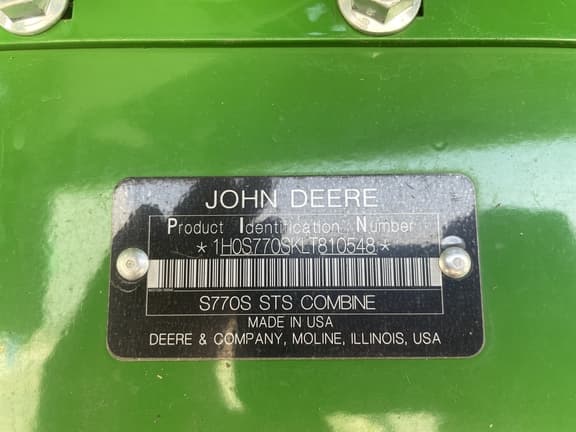 JOHN DEERE
Product Identification Number
*1H0S770SKLT810548*
S770S STS COMBINE
MADE IN USA
DEERE & COMPANY, MOLINE, ILLINOIS, USA